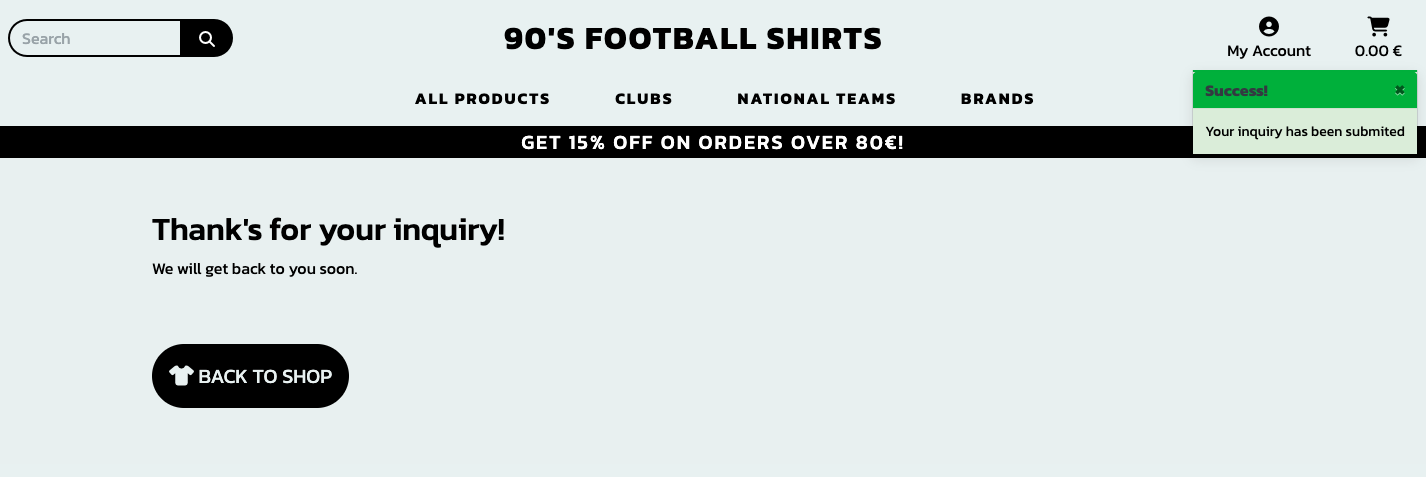 Search
90'S FOOTBALL SHIRTS
My Account
0.00 €
ALL PRODUCTS
CLUBS
NATIONAL TEAMS
BRANDS
Success!
×
Your inquiry has been submited
GET 15% OFF ON ORDERS OVER 80€!
Thank's for your inquiry!
We will get back to you soon.
BACK TO SHOP